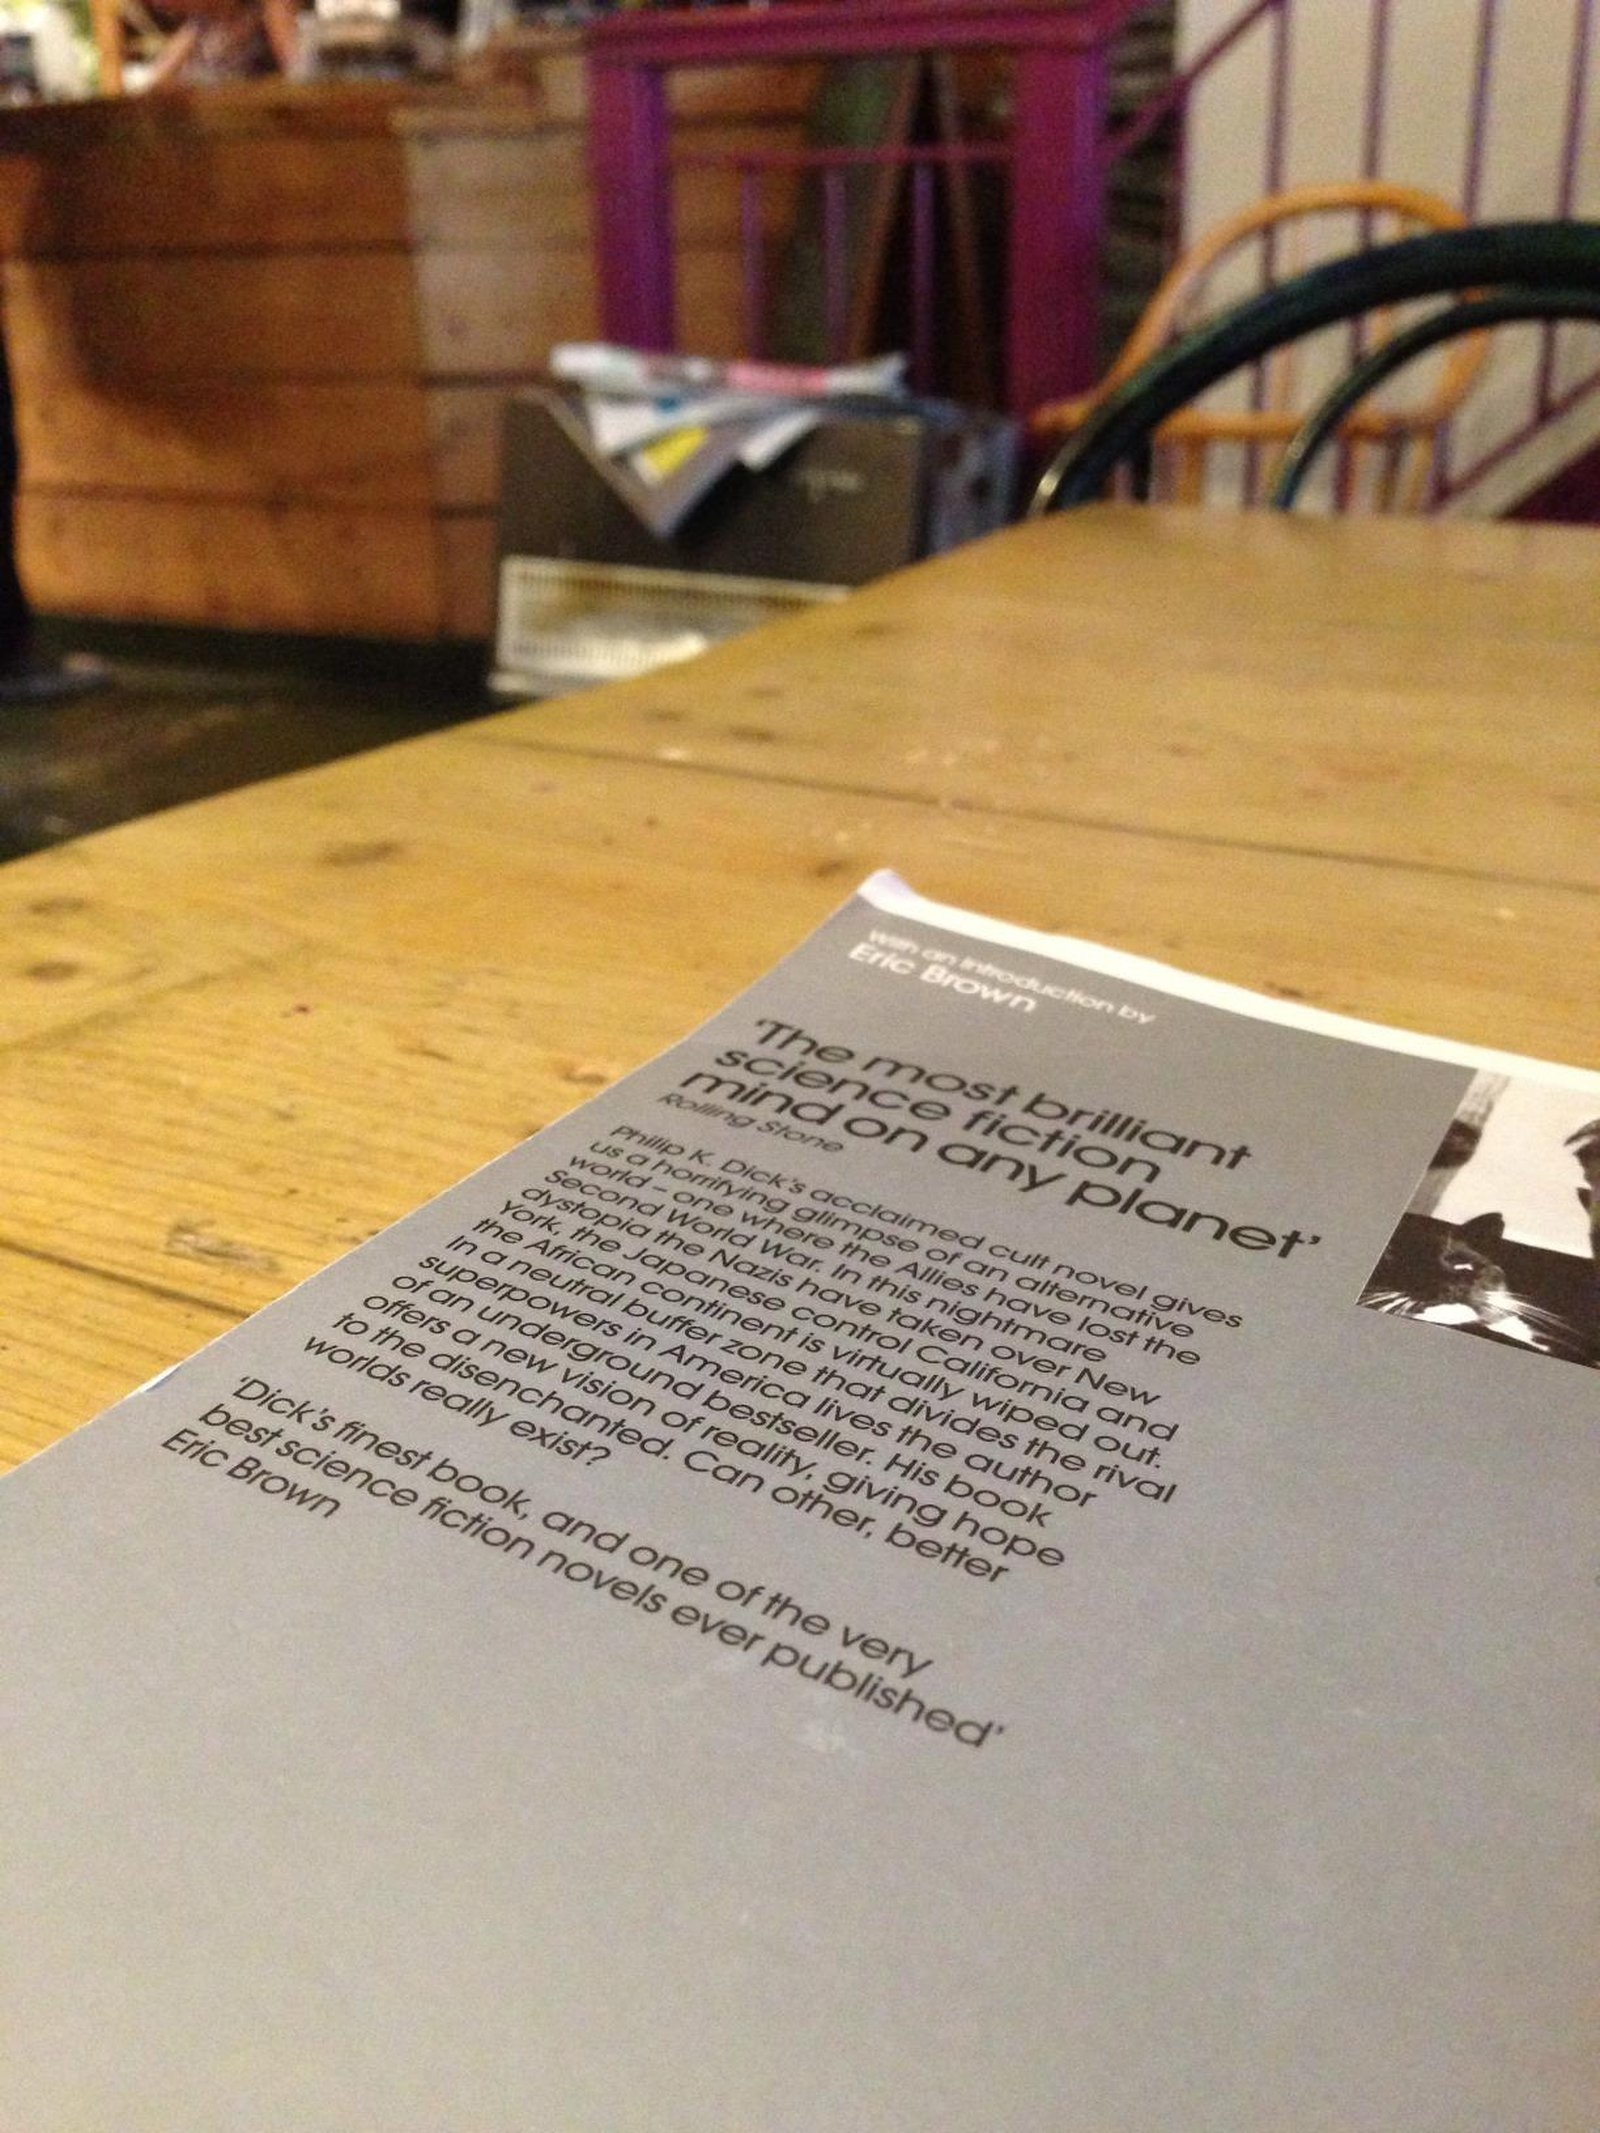 with an introduction by
Eric Brown
'The most brilliant
science fiction
mind on any planet'
Rolling Stone
Philip K. Dick's acclaimed cult novel gives
us a horrifying glimpse of an alternative
world – one where the Allies have lost the
Second World War. In this nightmare
dystopia the Nazis have taken over New
York, the Japanese control California and
the African continent is virtually wiped out.
In a neutral buffer zone that divides the rival
superpowers in America lives the author
of an underground bestseller. His book
offers a new vision of reality, giving hope
to the disenchanted. Can other, better
worlds really exist?
'Dick's finest book, and one of the very
best science fiction novels ever published'
Eric Brown